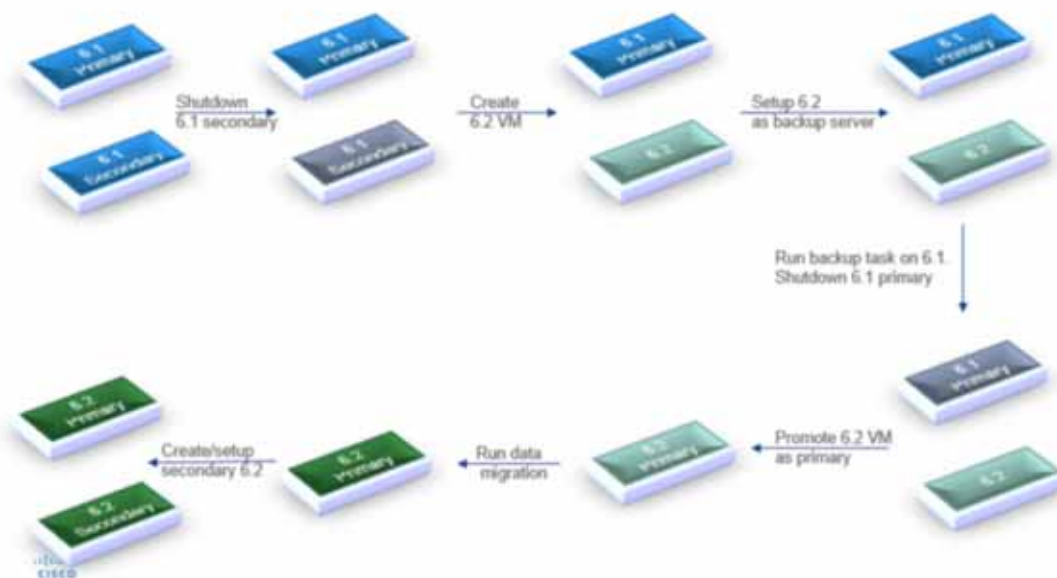 6.1
Primary
6.1
Secondary
Shutdown
6.1 secondary
6.1
Primary
6.1
Secondary
Create
6.2 VM
6.1
Primary
6.2
Setup 6.2
as backup server
6.1
Primary
6.2
Run backup task on 6.1.
Shutdown 6.1 primary
6.1
Primary
6.2
Promote 6.2 VM
as primary
6.2
Primary
Run data
migration
6.2
Primary
Create/setup
secondary 6.2
6.2
Primary
6.2
Secondary
CISCO